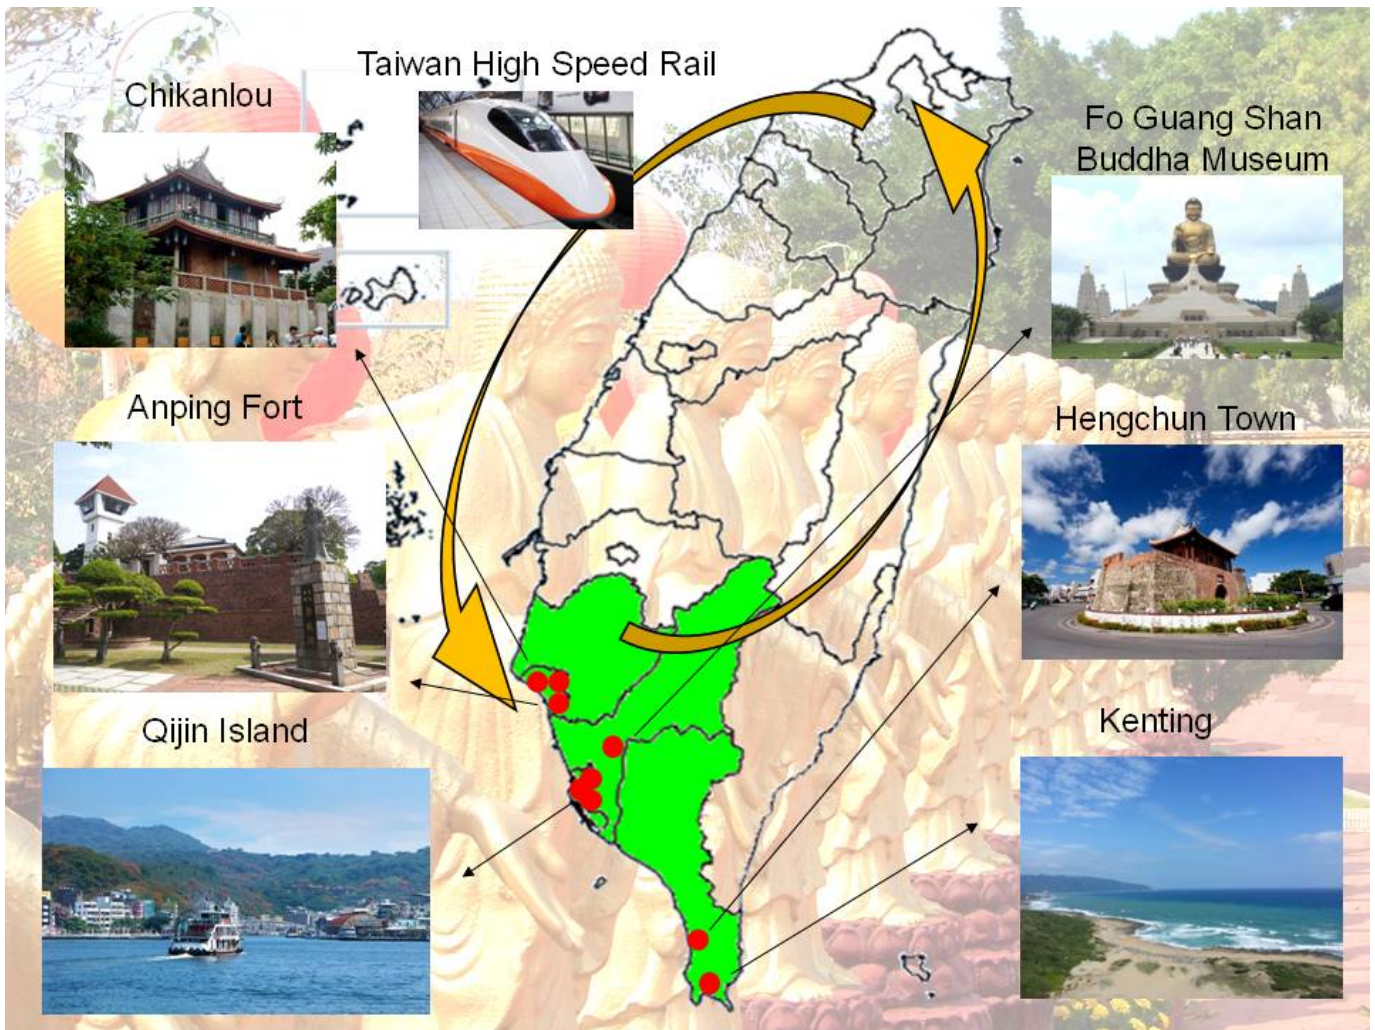 Taiwan High Speed Rail
Chikanlou
Fo Guang Shan
Buddha Museum
Anping Fort
Hengchun Town
Qijin Island
Kenting